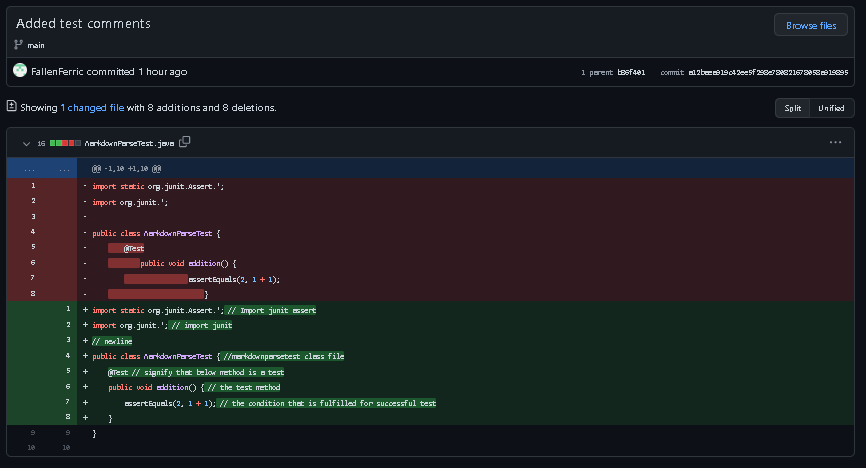 Added test comments
Browse files
main
FallenFerric committed 1 hour ago
1 parent commit
Showing 1 changed file with 8 additions and 8 deletions.
Split Unified
16 MarkdownParseTest.java
... ... @@ -1,10 +1,10 @@
1 - import static org.junit.Assert.*;
2 - import org.junit.*;
3 -
4 - public class MarkdownParseTest {
5 - @Test
6 - public void addition() {
7 - assertEquals(2, 1 + 1);
8 - }
1 + import static org.junit.Assert.*; // Import junit assert
2 + import org.junit.*; // import junit
3 + // newline
4 + public class MarkdownParseTest { //markdownparsetest class file
5 + @Test // signify that below method is a test
6 + public void addition() { // the test method
7 + assertEquals(2, 1 + 1); // the condition that is fulfilled for successful test
8 + }
9 9 }
10 10